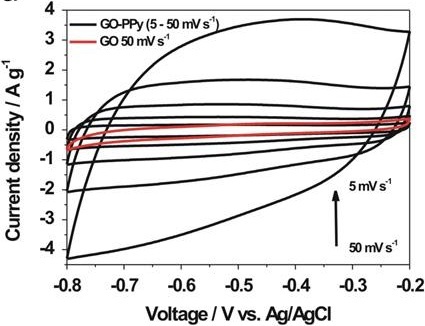 GO-PPy (5 - 50 mV s⁻¹)
GO 50 mV s⁻¹
4
3
2
1
0
-1
-2
-3
-4
Current density / A g⁻¹
5 mV s⁻¹
50 mV s⁻¹
-0.8 -0.7 -0.6 -0.5 -0.4 -0.3 -0.2
Voltage / V vs. Ag/AgCl